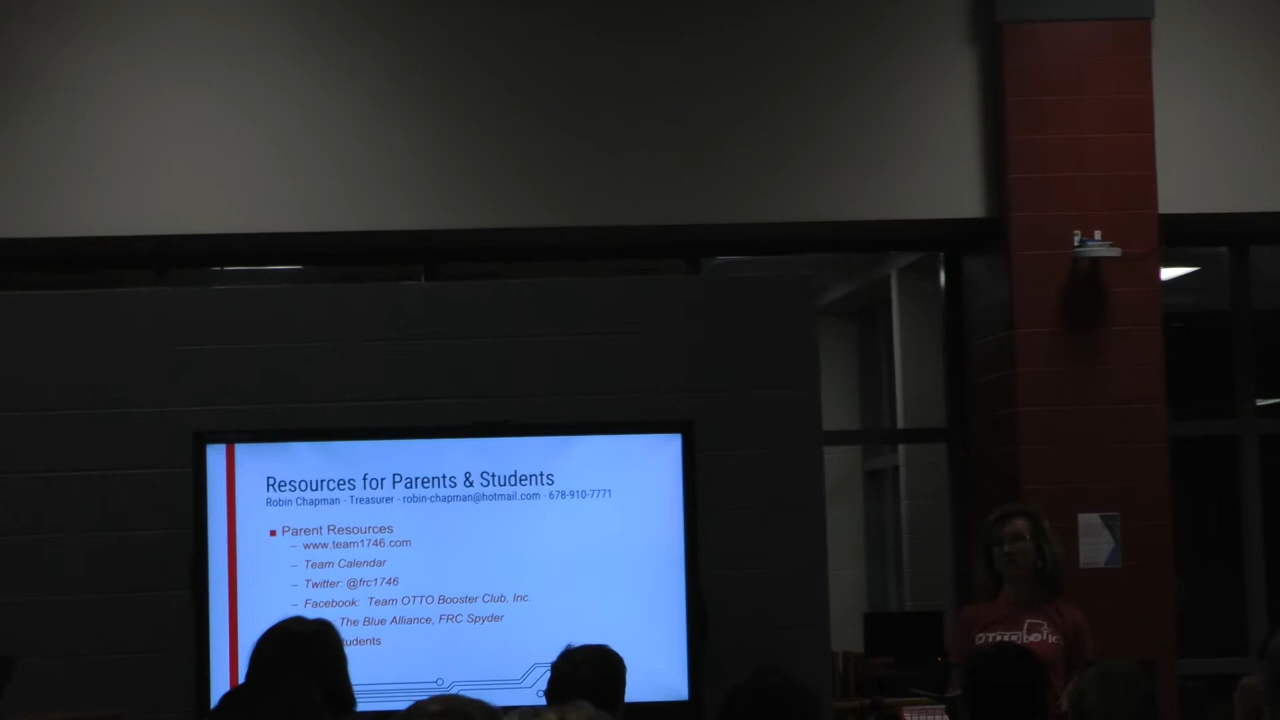 Resources for Parents & Students
Robin Chapman - Treasurer - robin-chapman@hotmail.com - 678-910-7771
Parent Resources
– www.team1746.com
– Team Calendar
– Twitter: @frc1746
– Facebook: Team OTTO Booster Club, Inc.
The Blue Alliance, FRC Spyder